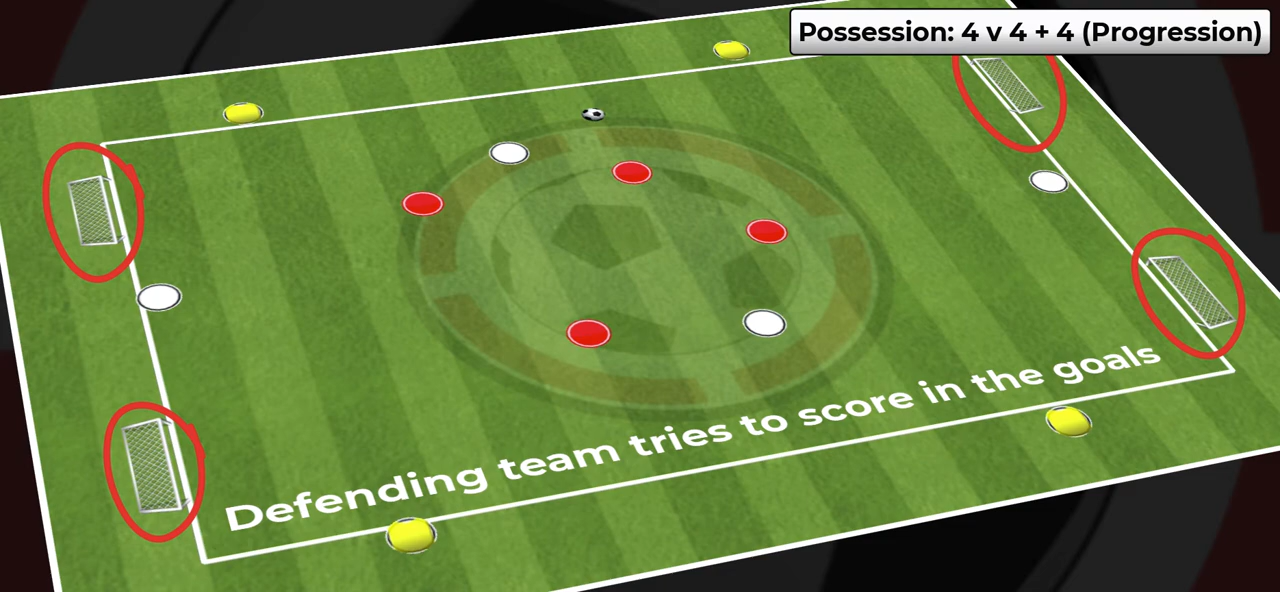 Possession: 4 v 4 + 4 (Progression)
Defending team tries to score in the goals